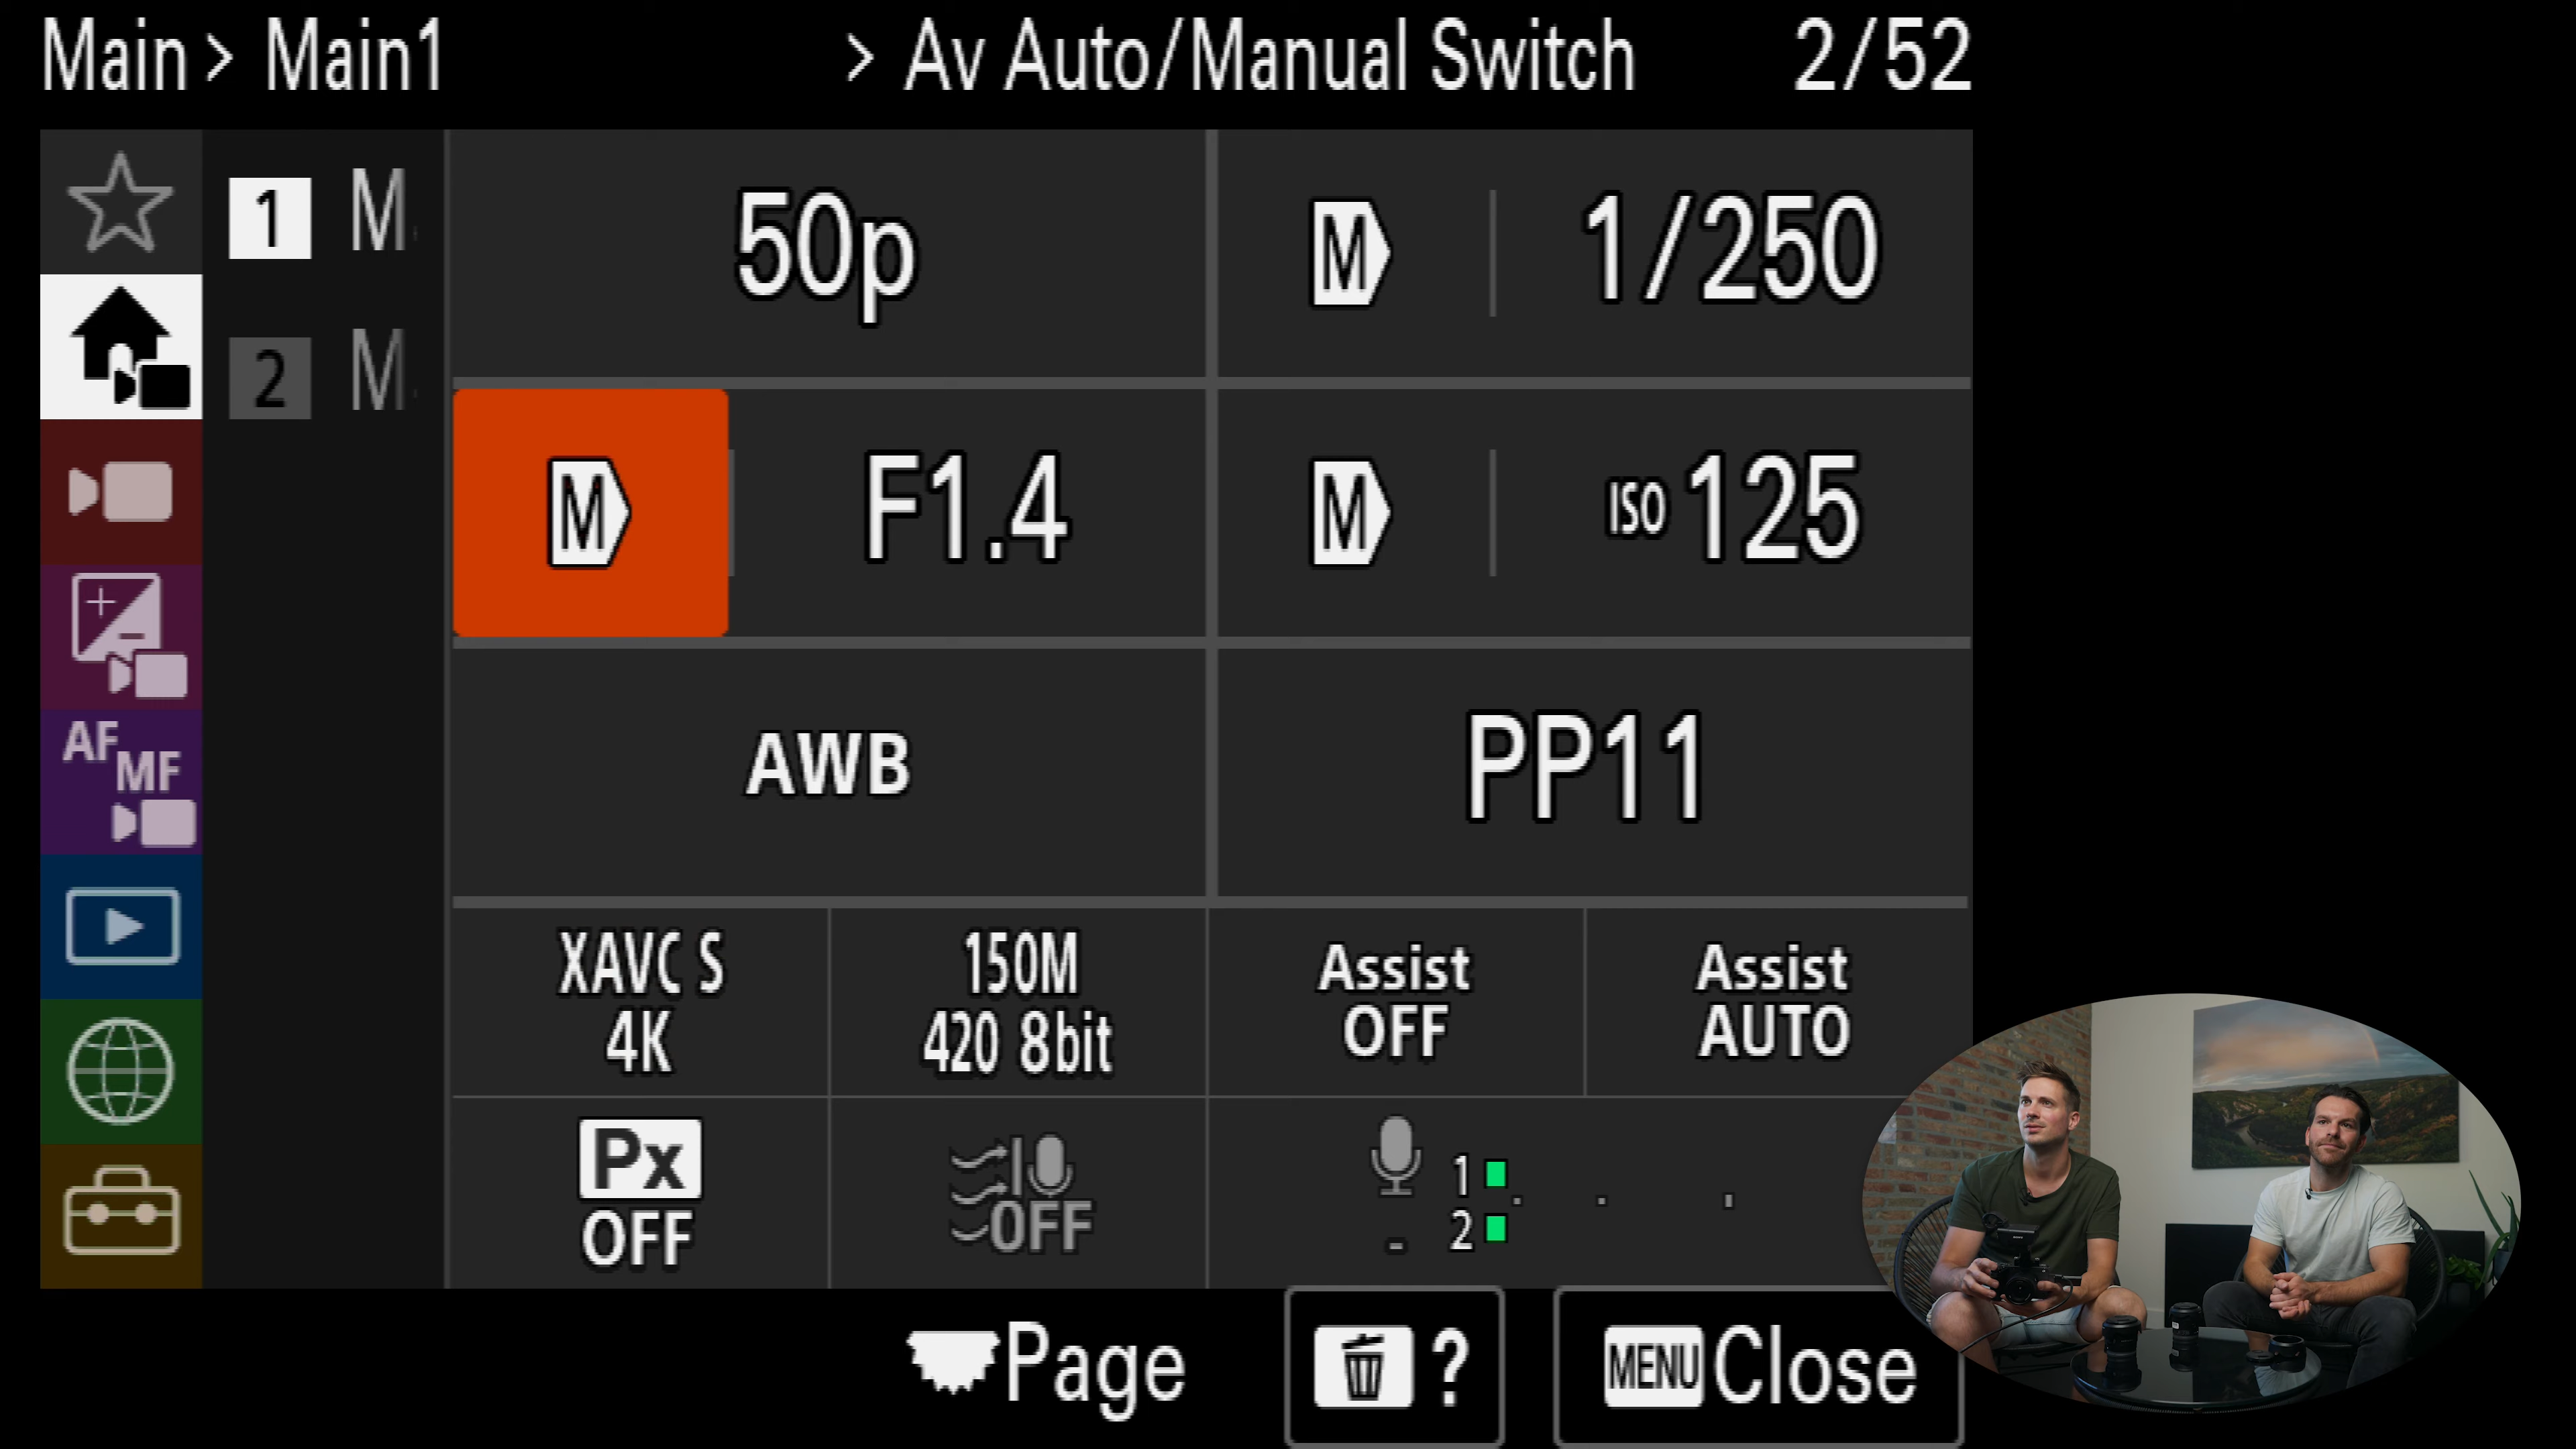 Main > Main1 > Av Auto/Manual Switch 2/52
1 M
2 M
50p
M 1/250
M F1.4
M ISO 125
AWB
PP11
XAVC S
4K
150M
420 8bit
Assist
OFF
Assist
AUTO
Px
OFF
OFF
1
2
AF
MF
Page
?
MENU Close